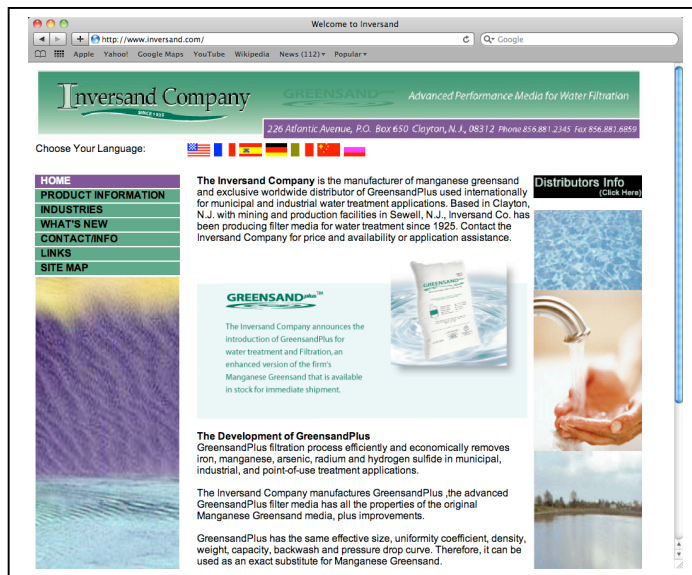 Welcome to Inversand
http://www.inversand.com/
Google
Apple Yahoo! Google Maps YouTube Wikipedia News (112) Popular
Inversand Company
SINCE 1925
GREENSAND
Advanced Performance Media for Water Filtration
226 Atlantic Avenue, P.O. Box 650 Clayton, N.J., 08312 Phone 856.881.2345 Fax 856.881.6859
Choose Your Language:
HOME
PRODUCT INFORMATION
INDUSTRIES
WHAT'S NEW
CONTACT/INFO
LINKS
SITE MAP
The Inversand Company is the manufacturer of manganese greensand
and exclusive worldwide distributor of GreensandPlus used internationally
for municipal and industrial water treatment applications. Based in Clayton,
N.J. with mining and production facilities in Sewell, N.J., Inversand Co. has
been producing filter media for water treatment since 1925. Contact the
Inversand Company for price and availability or application assistance.
GREENSAND plus™
The Inversand Company announces the
introduction of GreensandPlus for
water treatment and Filtration,an
enhanced version of the firm's
Manganese Greensand that is available
in stock for immediate shipment.
GREENSAND
The Development of GreensandPlus
GreensandPlus filtration process efficiently and economically removes
iron, manganese, arsenic, radium and hydrogen sulfide in municipal,
industrial, and point-of-use treatment applications.
The Inversand Company manufactures GreensandPlus ,the advanced
GreensandPlus filter media has all the properties of the original
Manganese Greensand media, plus improvements.
GreensandPlus has the same effective size, uniformity coefficient, density,
weight, capacity, backwash and pressure drop curve. Therefore, it can be
used as an exact substitute for Manganese Greensand.
Distributors Info
(Click Here)